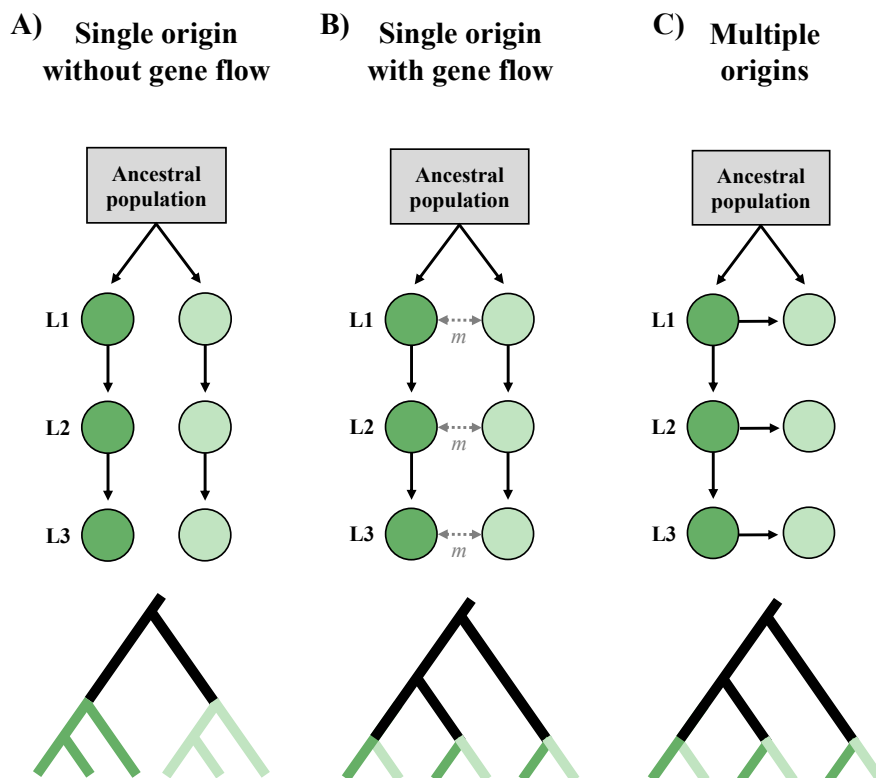 A)
Single origin
without gene flow
B)
Single origin
with gene flow
C)
Multiple
origins
Ancestral
population
Ancestral
population
Ancestral
population
L1
L1
m
L1
L2
L2
m
L2
L3
L3
m
L3